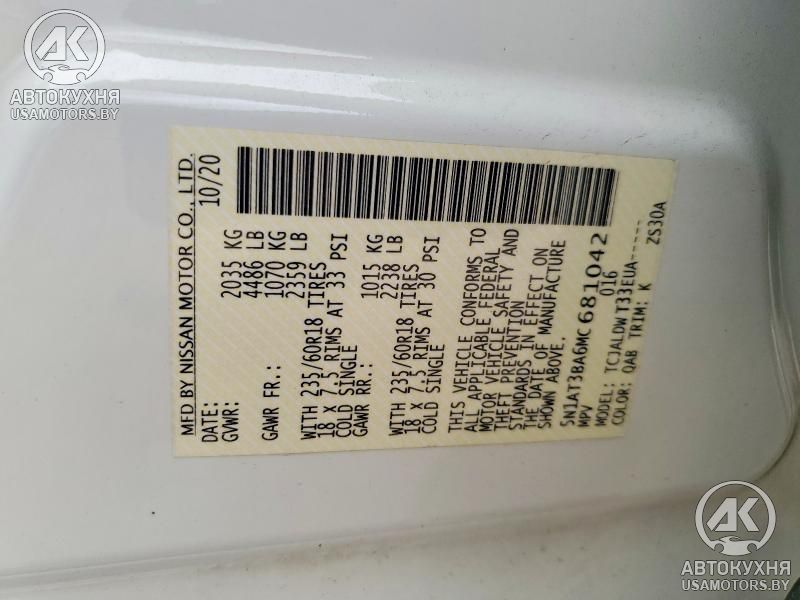 AK
АВТОКУХНЯ
USAMOTORS.BY
MFD BY NISSAN MOTOR CO., LTD.
DATE: 10/20
GVWR: 2035 KG
4486 LB
GAWR FR.: 1070 KG
2359 LB
WITH 235/60R18 TIRES
18 x 7.5 RIMS AT 33 PSI
COLD SINGLE
GAWR RR.: 1015 KG
2238 LB
WITH 235/60R18 TIRES
18 x 7.5 RIMS AT 30 PSI
COLD SINGLE
THIS VEHICLE CONFORMS TO
ALL APPLICABLE FEDERAL
MOTOR VEHICLE SAFETY AND
THEFT PREVENTION
STANDARDS IN EFFECT ON
THE DATE OF MANUFACTURE
SHOWN ABOVE.
5N1AT3BA6MC681042
MPV 016
MODEL: TCJALDWT33EUA-----
COLOR: QAB TRIM: K ZS30A
AK
АВТОКУХНЯ
USAMOTORS.BY